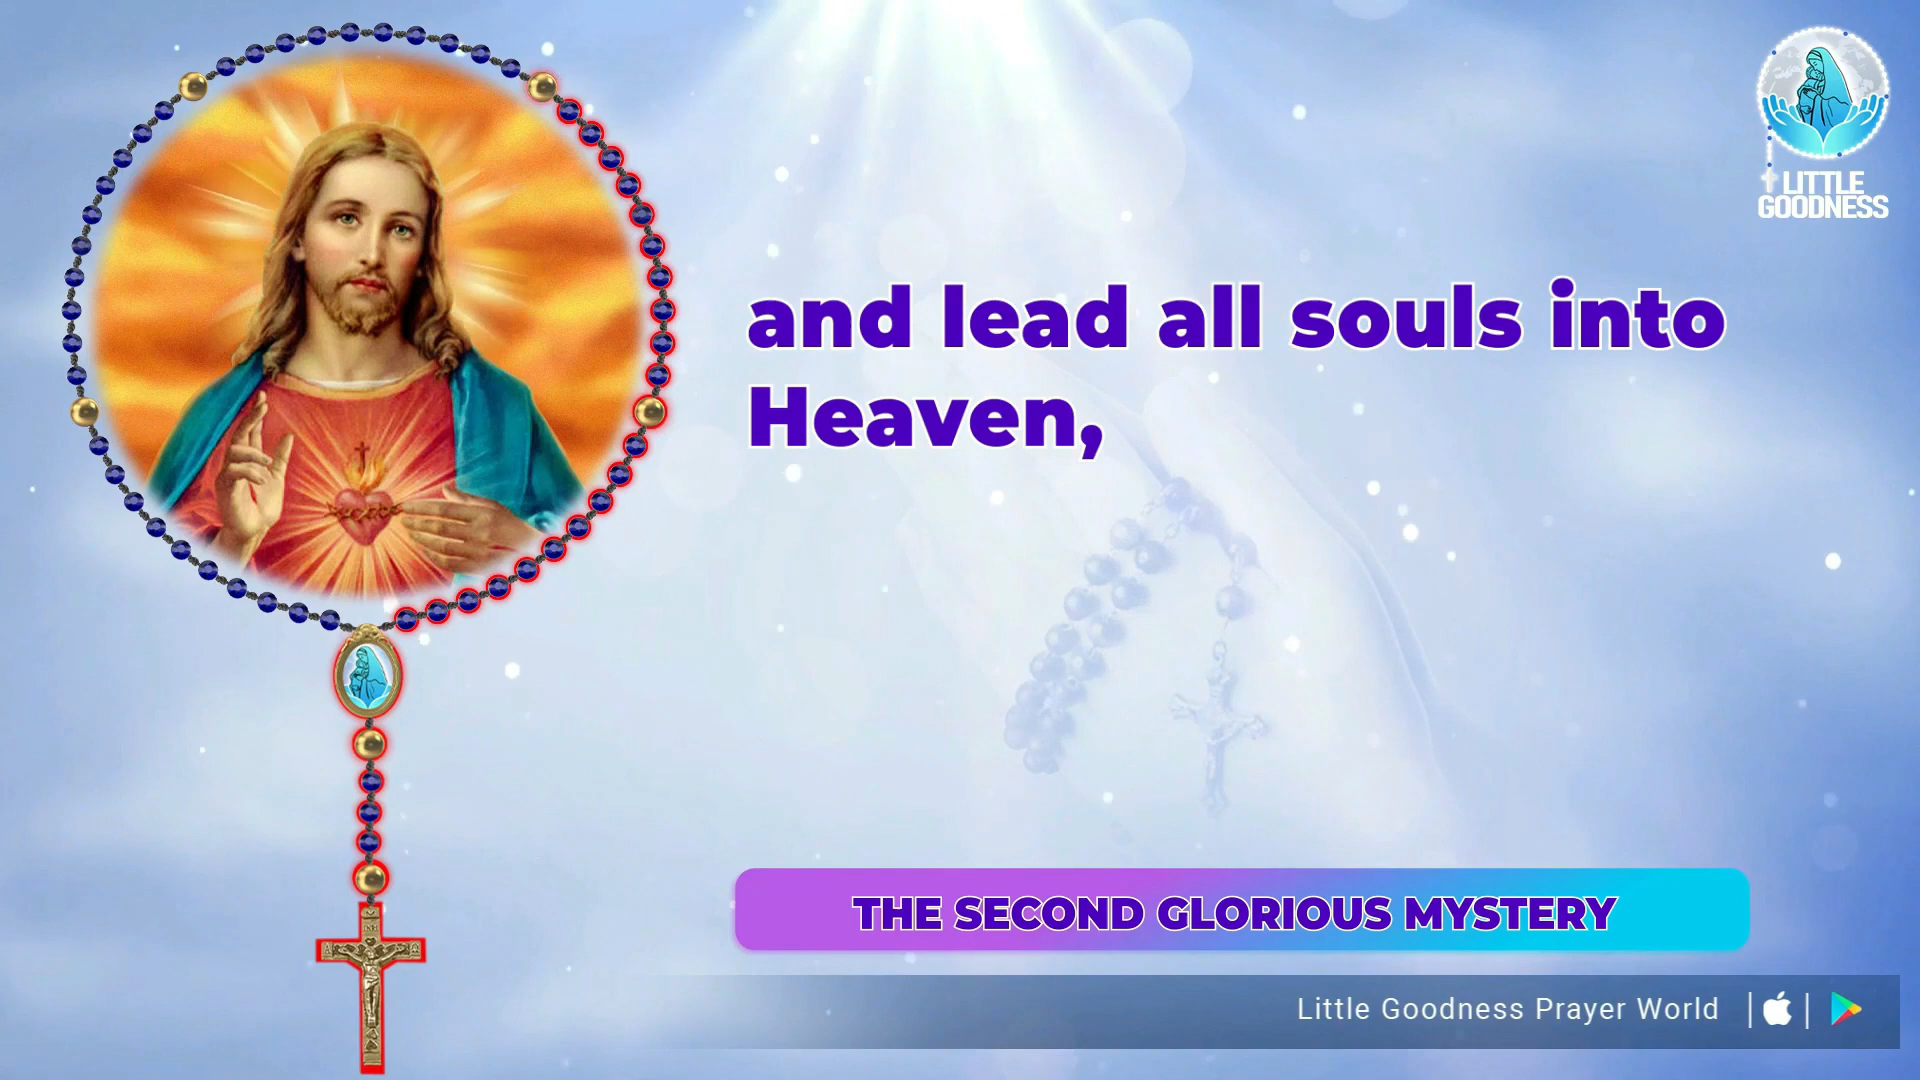 LITTLE
GOODNESS
and lead all souls into
Heaven,
THE SECOND GLORIOUS MYSTERY
Little Goodness Prayer World